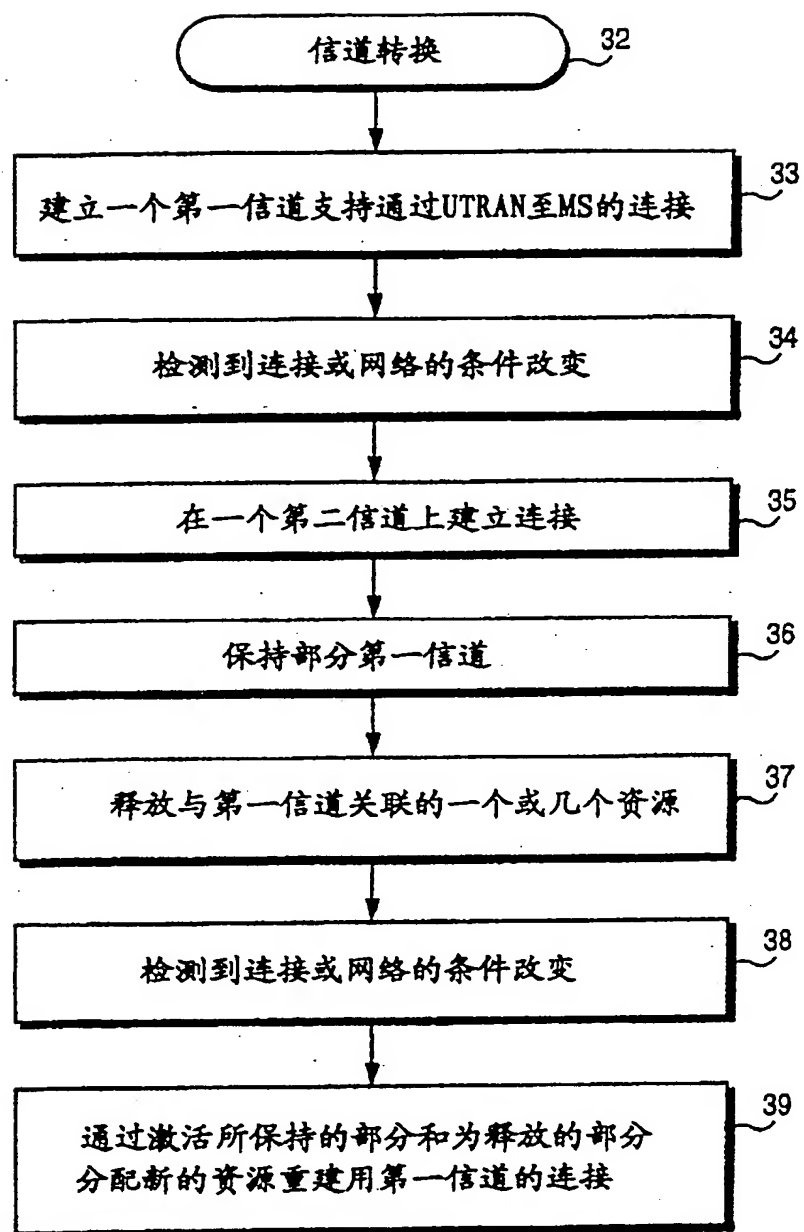 信道转换
32
建立一个第一信道支持通过UTRAN至MS的连接
33
检测到连接或网络的条件改变
34
在一个第二信道上建立连接
35
保持部分第一信道
36
释放与第一信道关联的一个或几个资源
37
检测到连接或网络的条件改变
38
通过激活所保持的部分和为释放的部分
分配新的资源重建用第一信道的连接
39